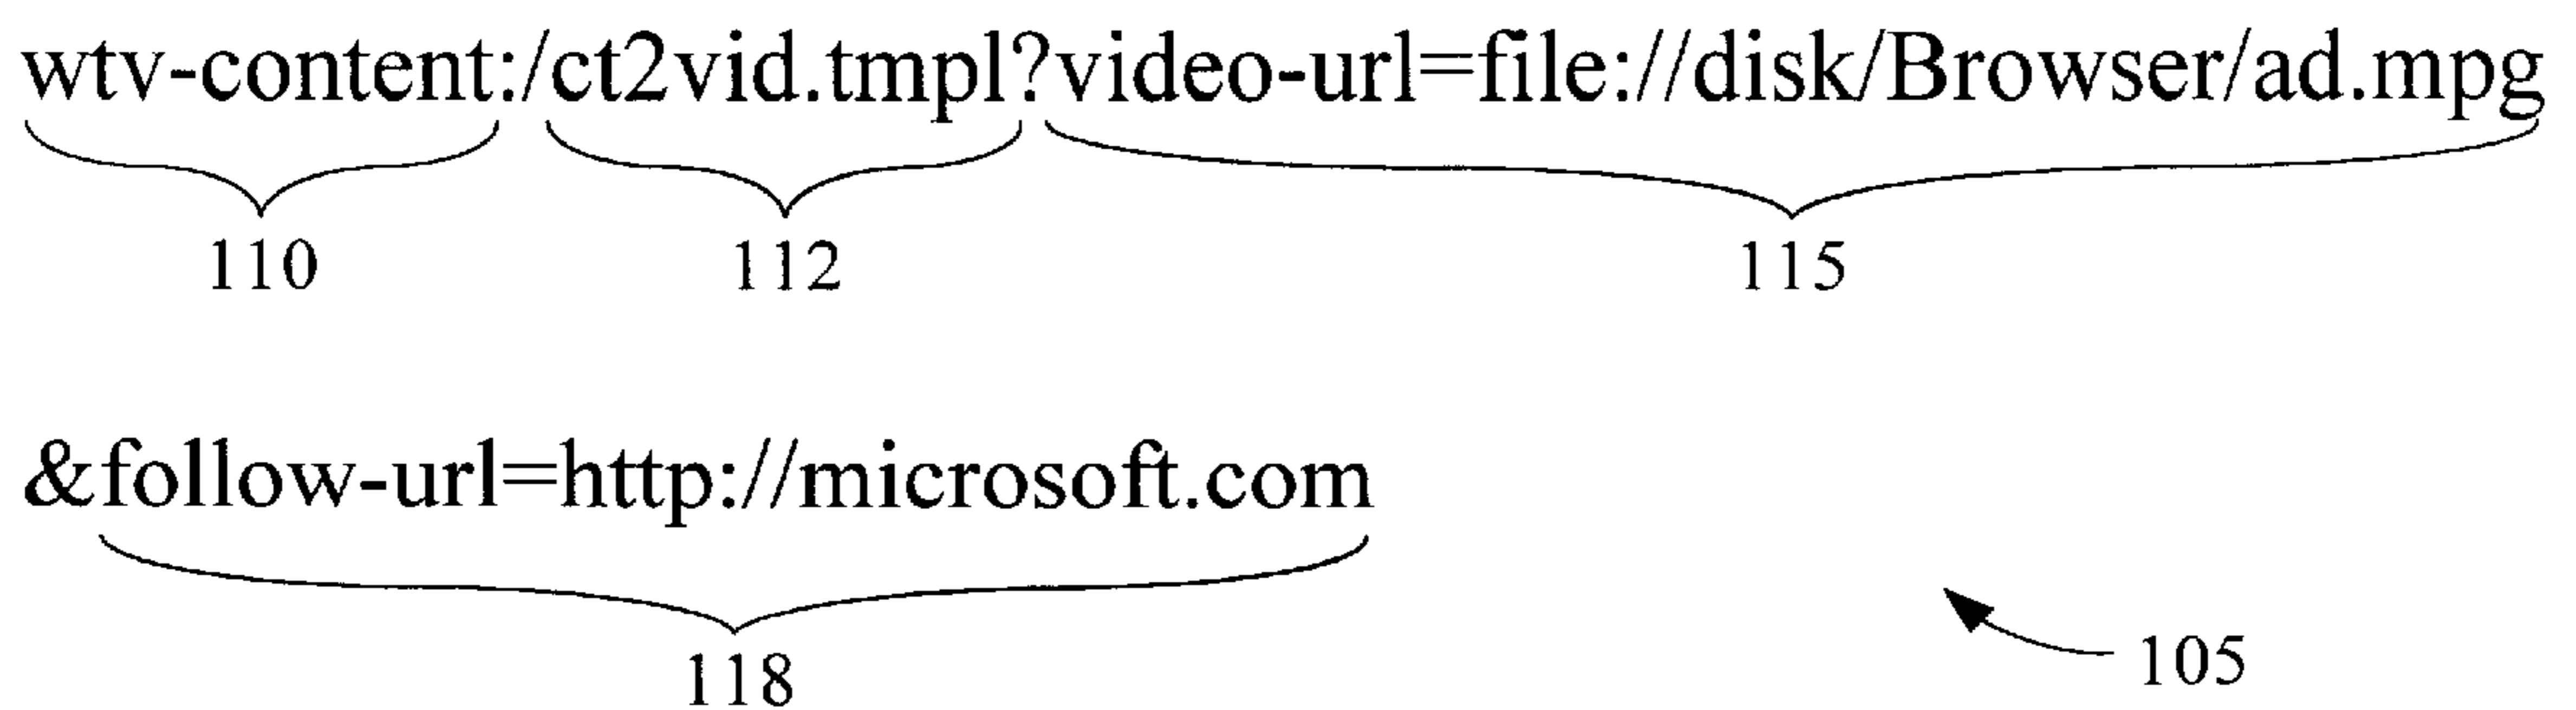 wtv-content:/ct2vid.tmpl?video-url=file://disk/Browser/ad.mpg
110 112 115
&follow-url=http://microsoft.com
118
105